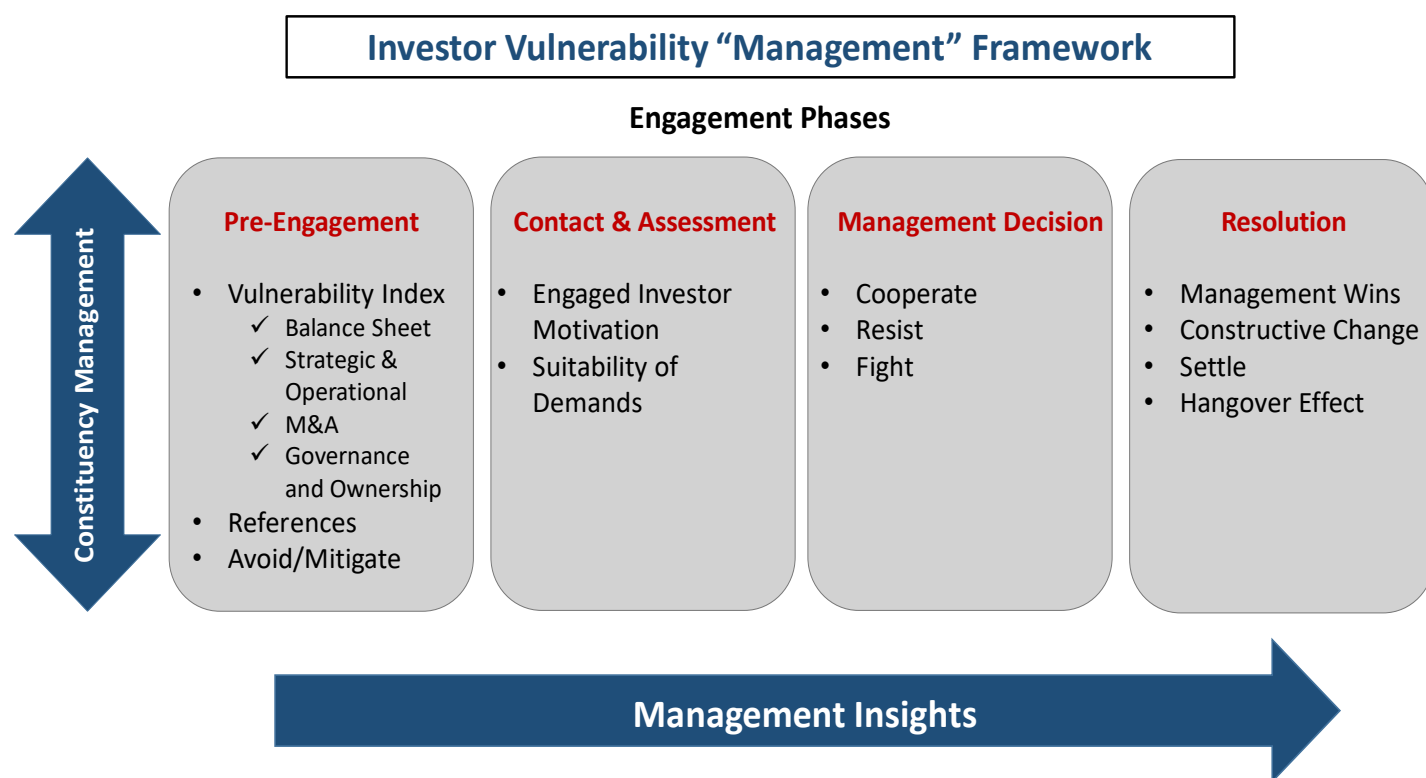 Investor Vulnerability “Management” Framework
Engagement Phases
Constituency Management
Pre-Engagement
• Vulnerability Index
✓ Balance Sheet
✓ Strategic &
Operational
✓ M&A
✓ Governance
and Ownership
• References
• Avoid/Mitigate
Contact & Assessment
• Engaged Investor
Motivation
• Suitability of
Demands
Management Decision
• Cooperate
• Resist
• Fight
Resolution
• Management Wins
• Constructive Change
• Settle
• Hangover Effect
Management Insights